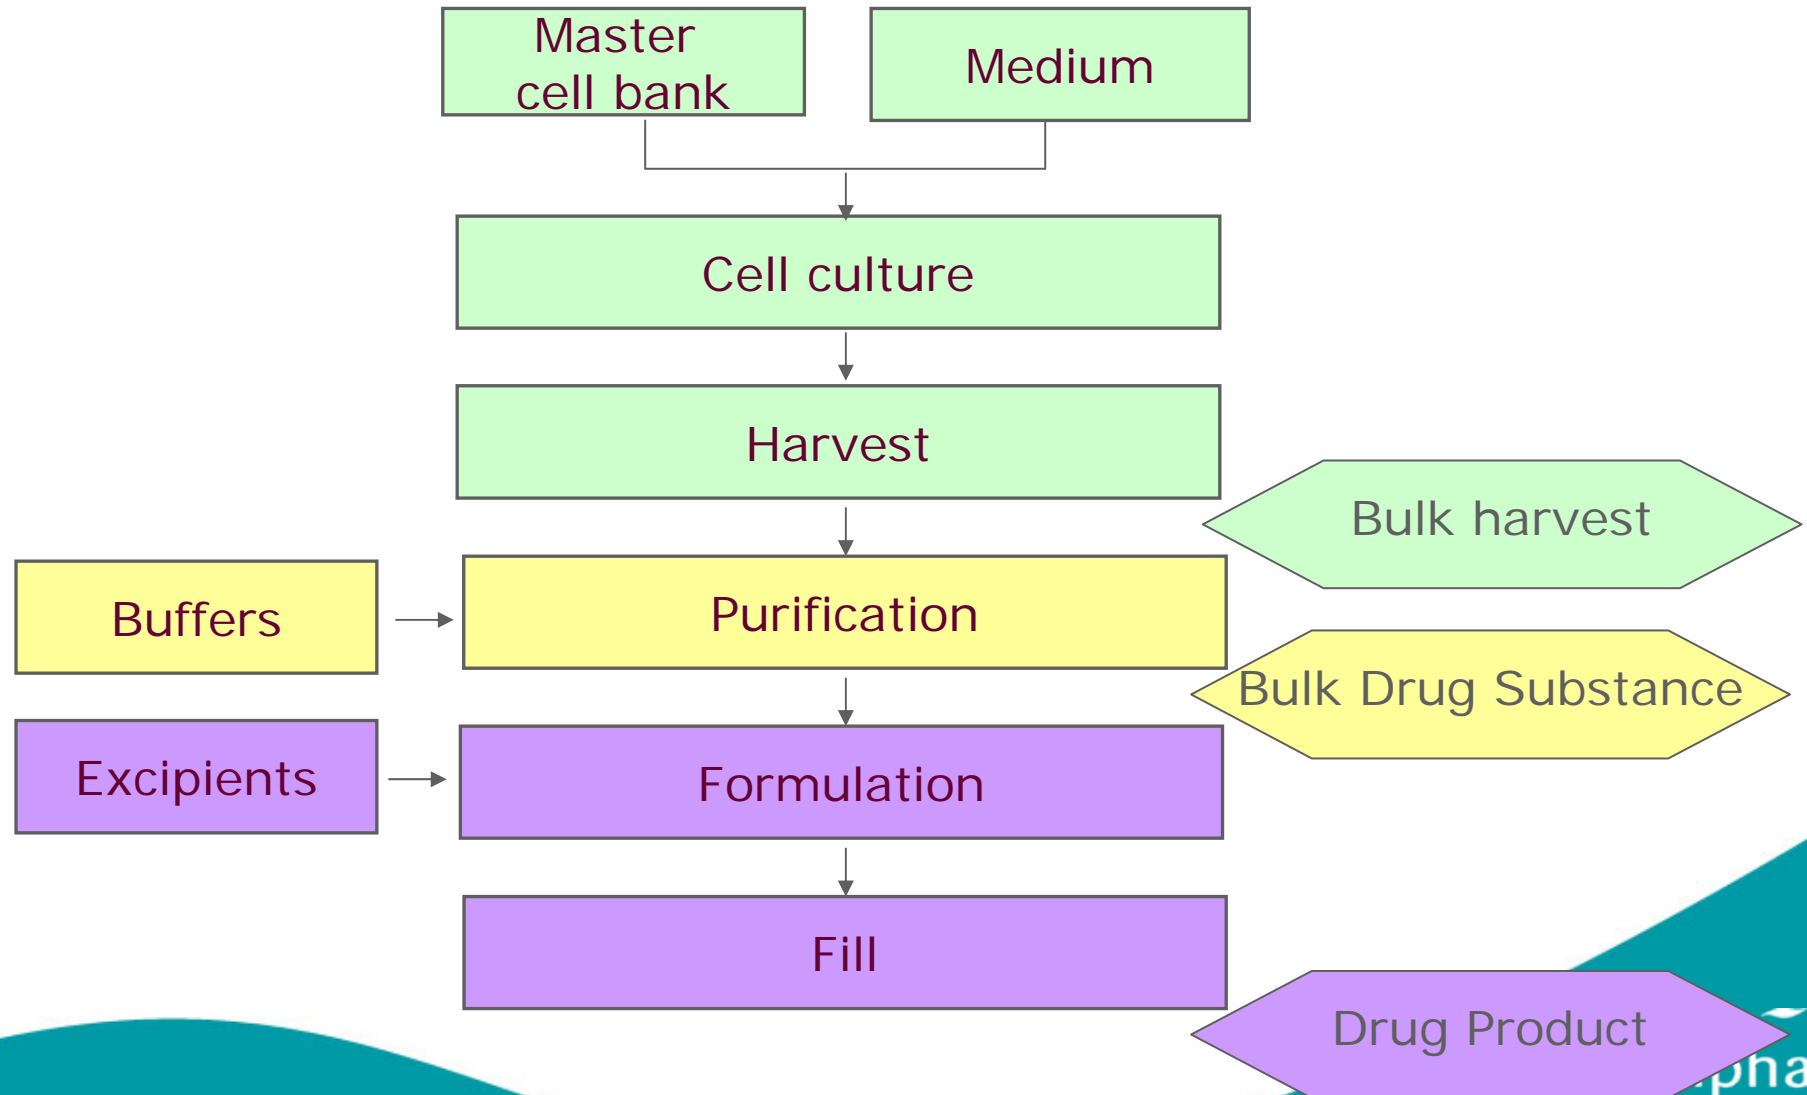 Master
cell bank
Medium
Cell culture
Harvest
Bulk harvest
Buffers
Purification
Bulk Drug Substance
Excipients
Formulation
Fill
Drug Product